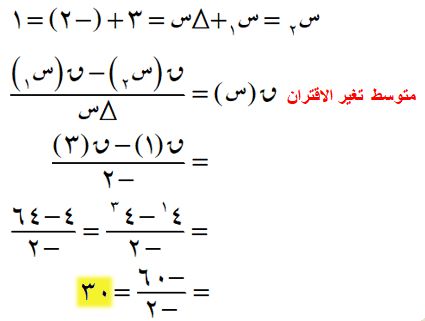 س٢ = س١ + Δس = ٣ + (-٢) = ١
متوسط تغير الاقتران ق(س) = (ق(س٢) - ق(س١)) / Δس
= (ق(١) - ق(٣)) / -٢
= (٤^١ - ٤^٣) / -٢ = (٤ - ٦٤) / -٢
= -٦٠ / -٢ = ٣٠